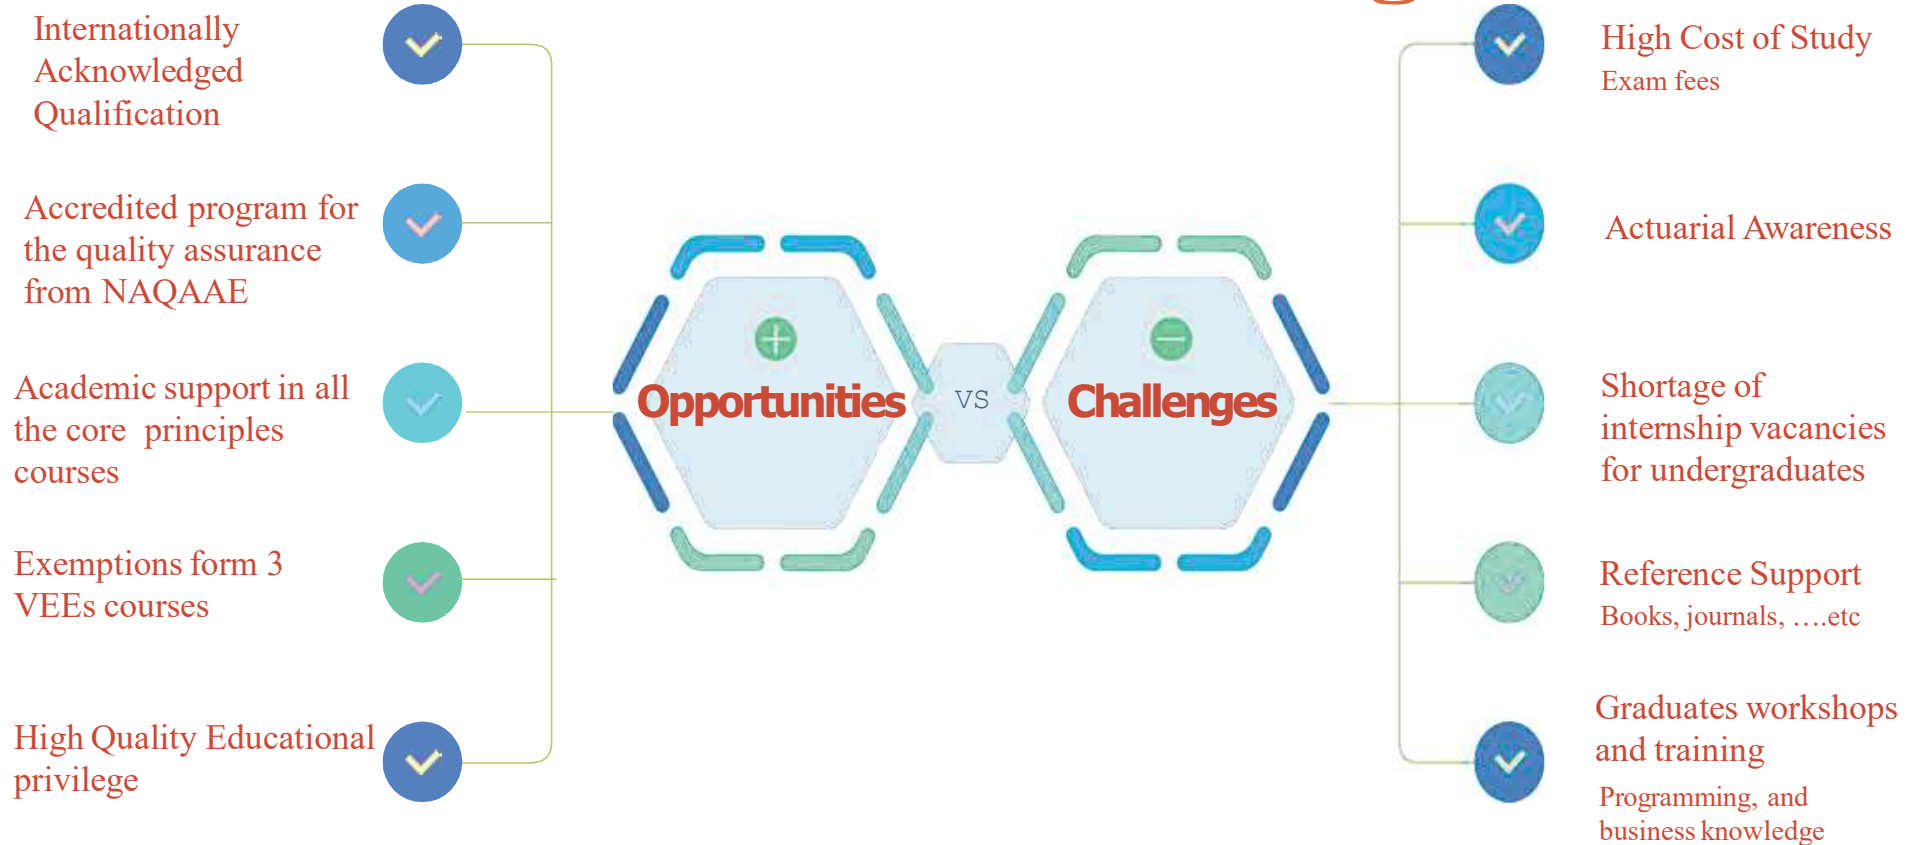 Internationally
Acknowledged
Qualification
Accredited program for
the quality assurance
from NAQAAE
Academic support in all
the core principles
courses
Exemptions form 3
VEEs courses
High Quality Educational
privilege
Opportunities
VS
Challenges
High Cost of Study
Exam fees
Actuarial Awareness
Shortage of
internship vacancies
for undergraduates
Reference Support
Books, journals, ….etc
Graduates workshops
and training
Programming, and
business knowledge